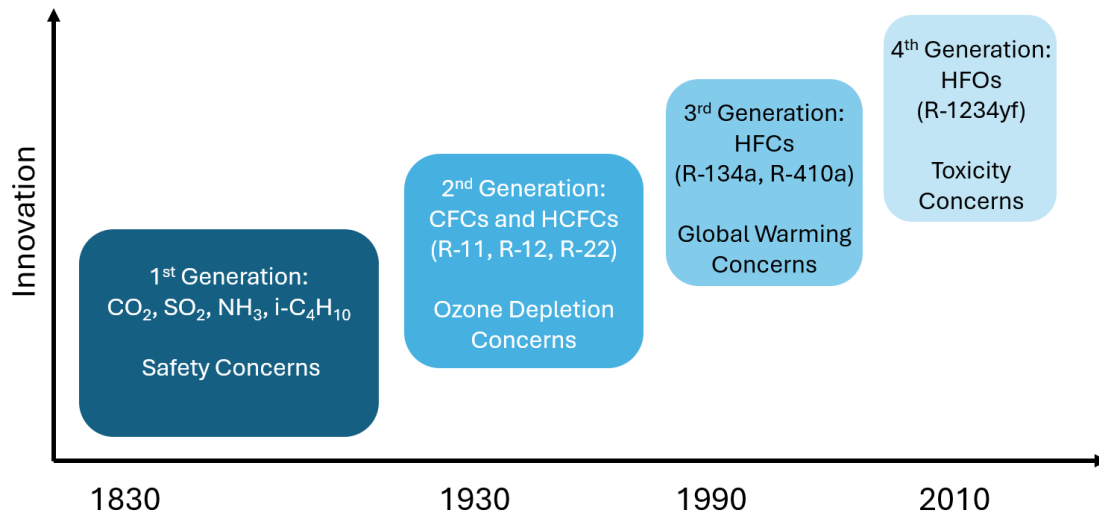 Innovation
1st Generation:
CO2, SO2, NH3, i-C4H10
Safety Concerns
2nd Generation:
CFCs and HCFCs
(R-11, R-12, R-22)
Ozone Depletion
Concerns
3rd Generation:
HFCs
(R-134a, R-410a)
Global Warming
Concerns
4th Generation:
HFOs
(R-1234yf)
Toxicity
Concerns
1830
1930
1990
2010